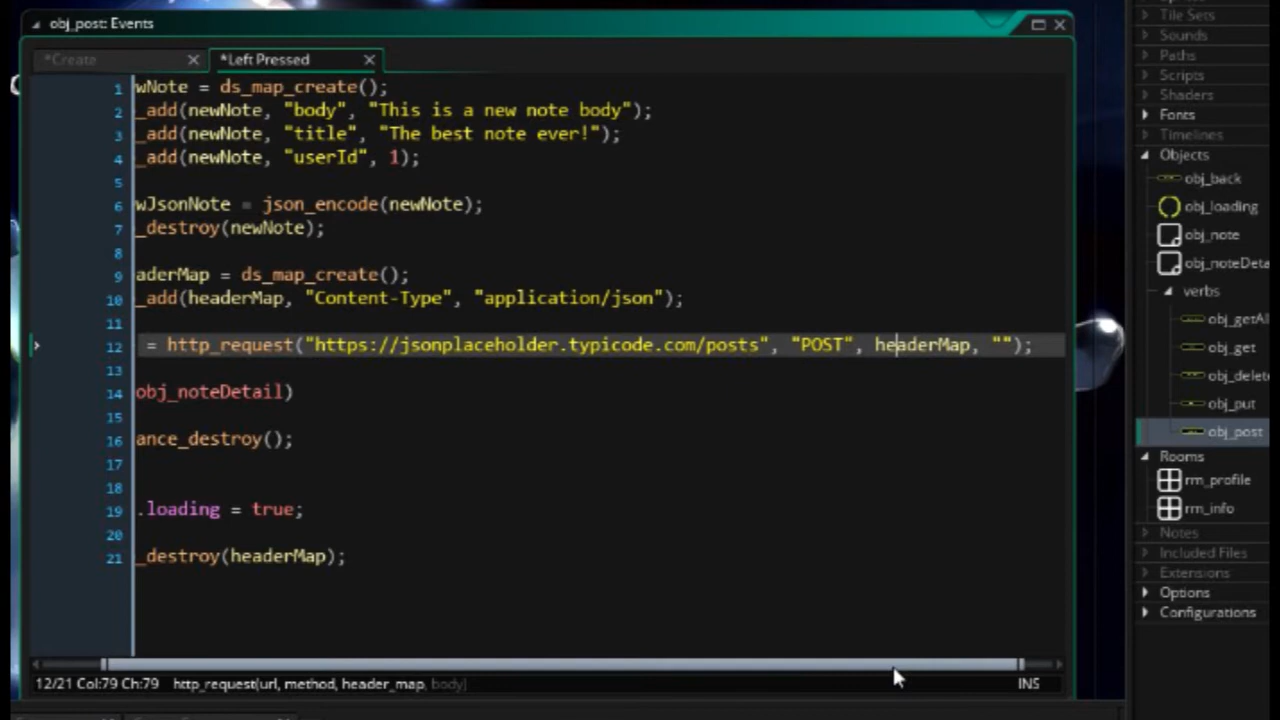 obj_post: Events
*Create
*Left Pressed
1 wNote = ds_map_create();
2 _add(newNote, "body", "This is a new note body");
3 _add(newNote, "title", "The best note ever!");
4 _add(newNote, "userId", 1);
5
6 wJsonNote = json_encode(newNote);
7 _destroy(newNote);
8
9 aderMap = ds_map_create();
10 _add(headerMap, "Content-Type", "application/json");
11
12 = http_request("https://jsonplaceholder.typicode.com/posts", "POST", headerMap, "");
13
14 obj_noteDetail)
15
16 ance_destroy();
17
18
19 .loading = true;
20
21 _destroy(headerMap);
12/21 Col:79 Ch:79 http_request(url, method, header_map, body) INS
Tile Sets
Sounds
Paths
Scripts
Shaders
Fonts
Timelines
Objects
obj_back
obj_loading
obj_note
obj_noteDeta
verbs
obj_getAl
obj_get
obj_delete
obj_put
obj_post
Rooms
rm_profile
rm_info
Notes
Included Files
Extensions
Options
Configurations